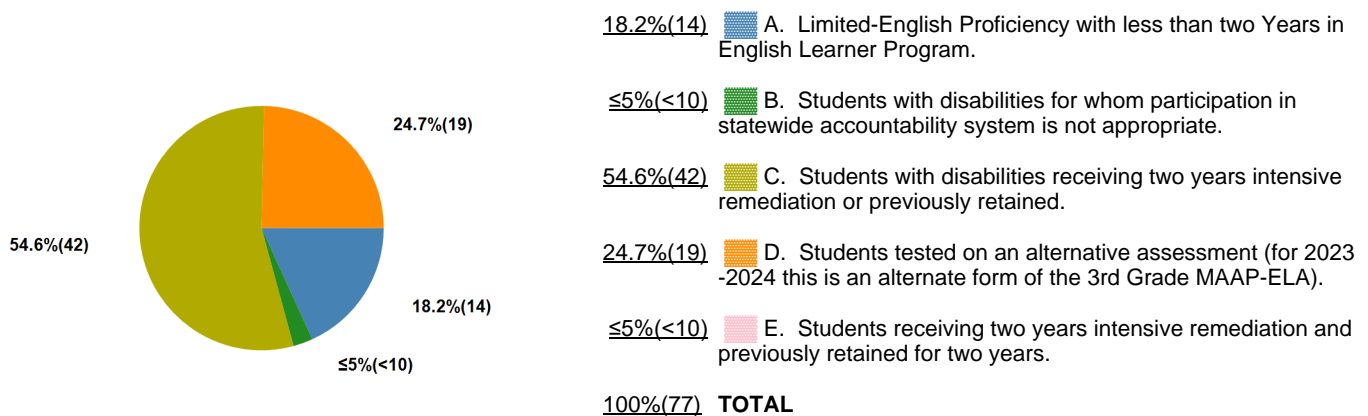 24.7%(19)
54.6%(42)
18.2%(14)
≤5%(<10)
18.2%(14) A. Limited-English Proficiency with less than two Years in
English Learner Program.
≤5%(<10) B. Students with disabilities for whom participation in
statewide accountability system is not appropriate.
54.6%(42) C. Students with disabilities receiving two years intensive
remediation or previously retained.
24.7%(19) D. Students tested on an alternative assessment (for 2023
-2024 this is an alternate form of the 3rd Grade MAAP-ELA).
≤5%(<10) E. Students receiving two years intensive remediation and
previously retained for two years.
100%(77) TOTAL